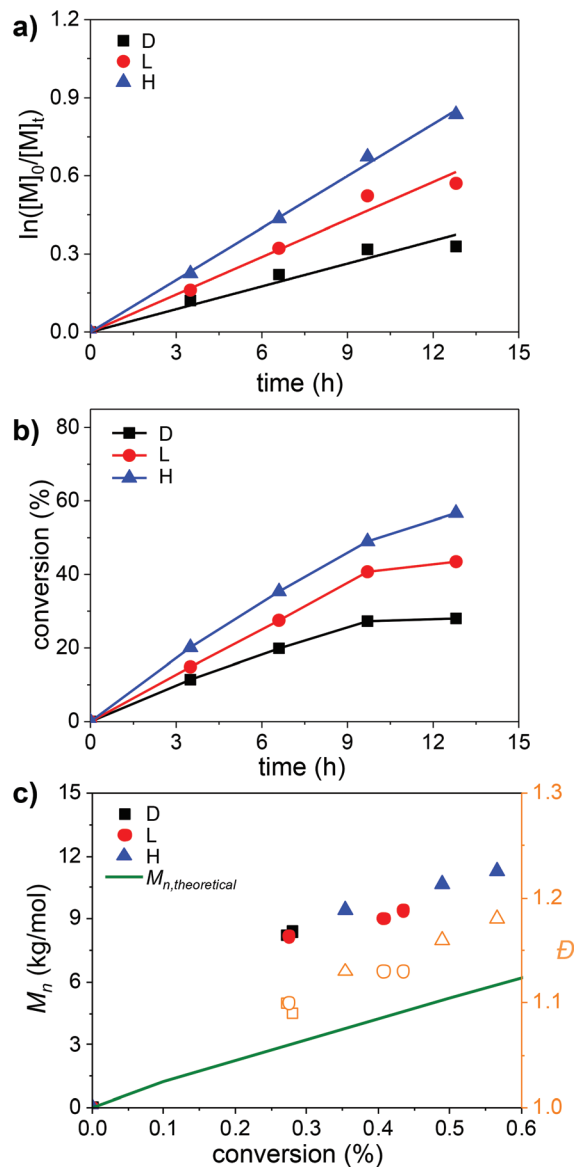 a)
D
L
H
ln([M]₀/[M]ₜ)
1.2
0.9
0.6
0.3
0.0
0 3 6 9 12 15
time (h)
b)
D
L
H
conversion (%)
80
60
40
20
0
0 3 6 9 12 15
time (h)
c)
D
L
H
Mn,theoretical
Mn (kg/mol)
15
12
9
6
3
0
1.3
1.2
1.1
1.0
Đ
0.0 0.1 0.2 0.3 0.4 0.5 0.6
conversion (%)